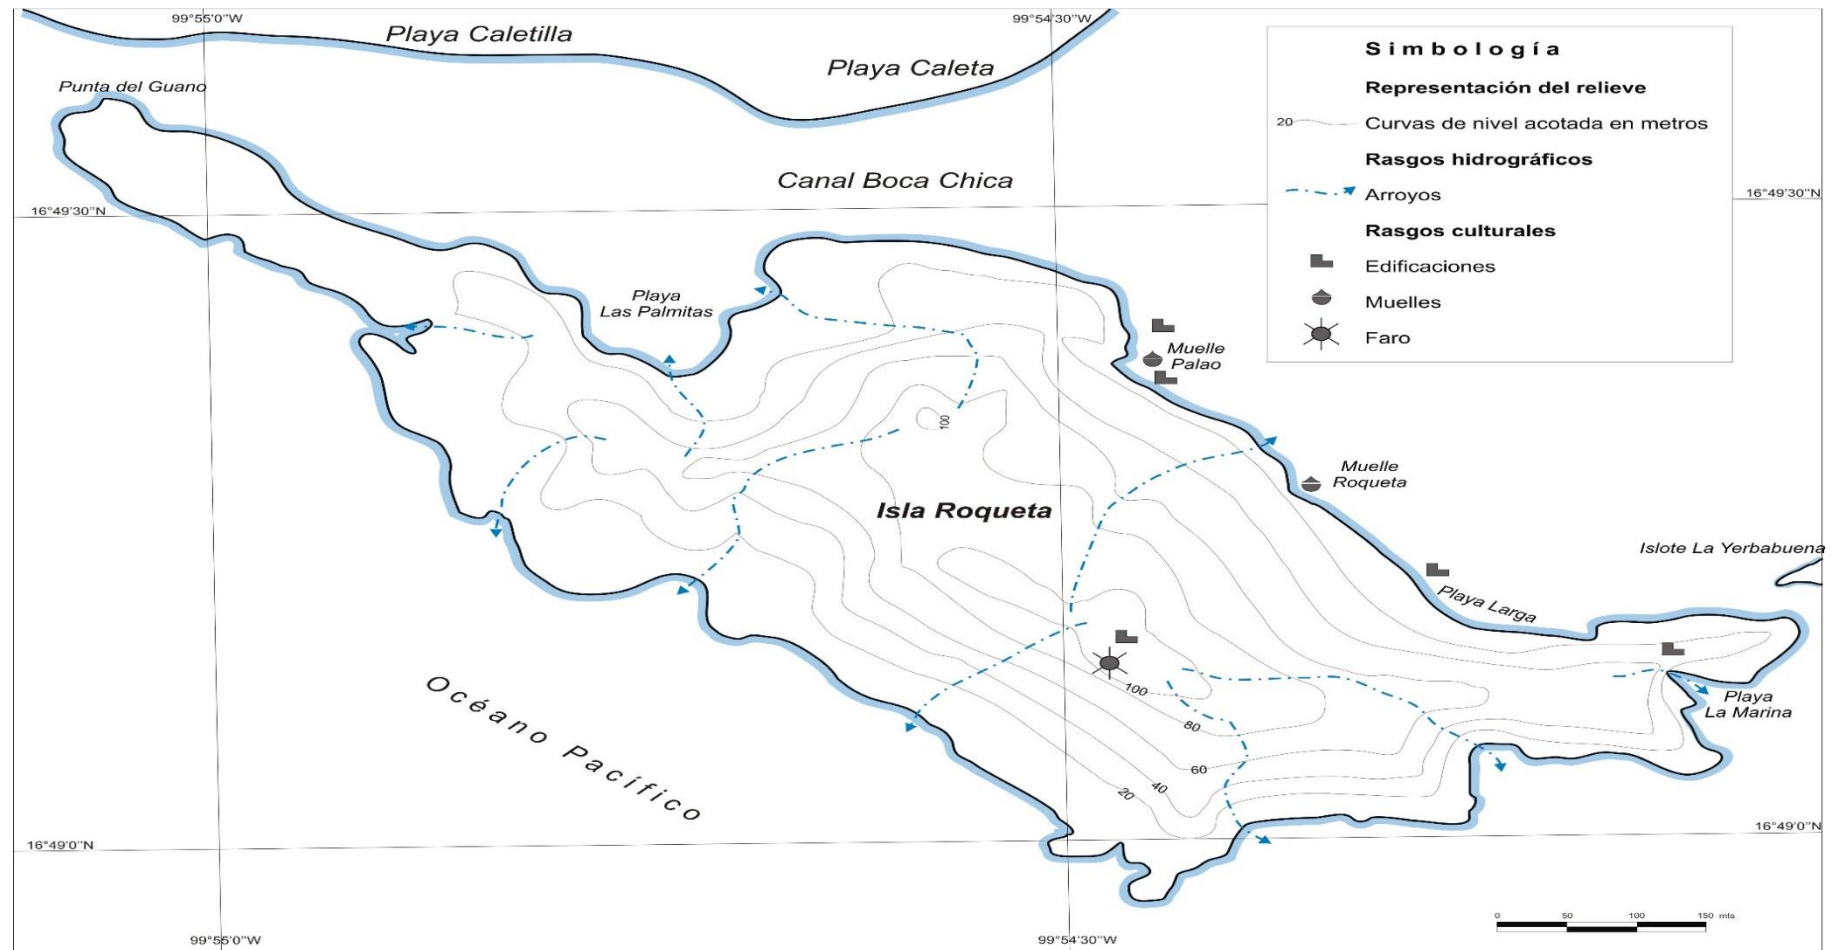 99°55'0"W
99°54'30"W
Playa Caletilla
Playa Caleta
Punta del Guano
Canal Boca Chica
16°49'30"N
16°49'30"N
Simbología
Representación del relieve
20
Curvas de nivel acotada en metros
Rasgos hidrográficos
Arroyos
Rasgos culturales
Edificaciones
Muelles
Faro
Playa
Las Palmitas
Muelle
Palao
100
Muelle
Roqueta
Isla Roqueta
Islote La Yerbabuena
Playa Larga
Océano Pacífico
100
80
60
40
20
Playa
La Marina
16°49'0"N
16°49'0"N
99°55'0"W
99°54'30"W
0 50 100 150 mts